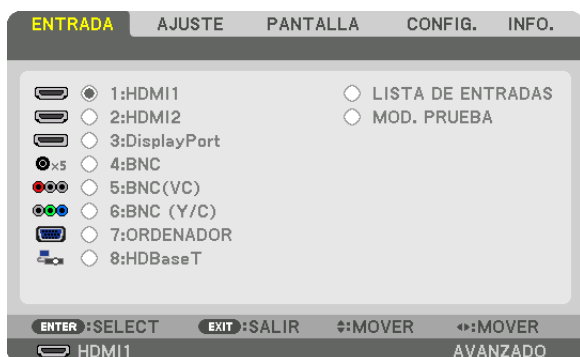 ENTRADA AJUSTE PANTALLA CONFIG. INFO.
1:HDMI1
2:HDMI2
3:DisplayPort
×5 4:BNC
5:BNC(VC)
6:BNC (Y/C)
7:ORDENADOR
8:HDBaseT
LISTA DE ENTRADAS
MOD. PRUEBA
ENTER :SELECT EXIT :SALIR :MOVER :MOVER
HDMI1 AVANZADO